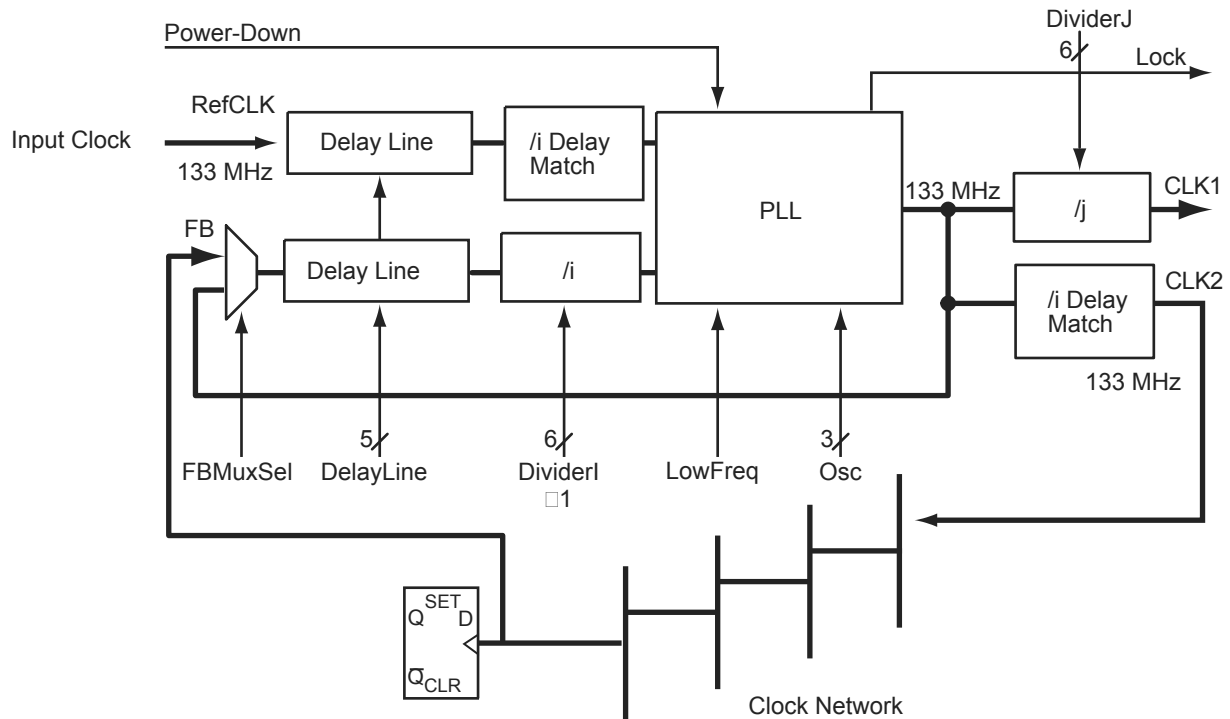 Power-Down
DividerJ
6
Lock
RefCLK
Input Clock
133 MHz
Delay Line
/i Delay
Match
PLL
133 MHz
/j
CLK1
FB
Delay Line
/i
/i Delay
Match
CLK2
133 MHz
5
6
3
FBMuxSel
DelayLine
DividerI
□1
LowFreq
Osc
SET
Q
D
Q̅
CLR
Clock Network